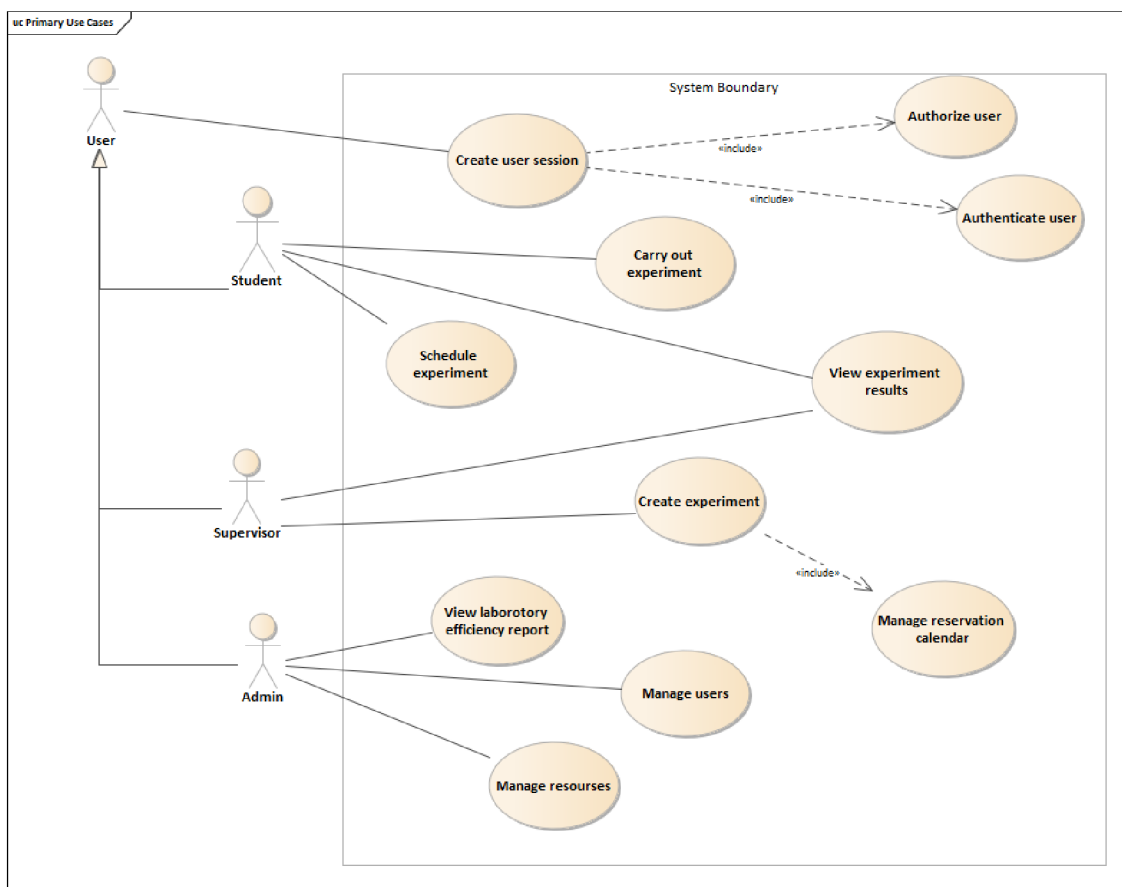 uc Primary Use Cases
System Boundary
User
Create user session
«include»
Authorize user
«include»
Authenticate user
Student
Carry out
experiment
Schedule
experiment
View experiment
results
Supervisor
Create experiment
«include»
Manage reservation
calendar
View laborotory
efficiency report
Admin
Manage users
Manage resourses